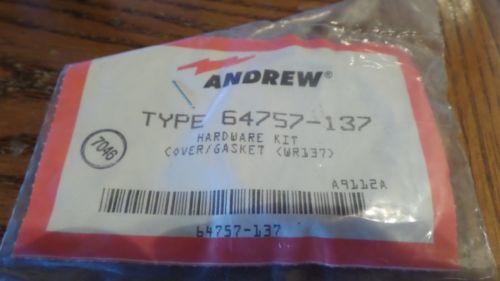 ANDREW®
TYPE 64757-137
HARDWARE KIT
COVER/GASKET (WR137)
7046
A9112A
64757-137